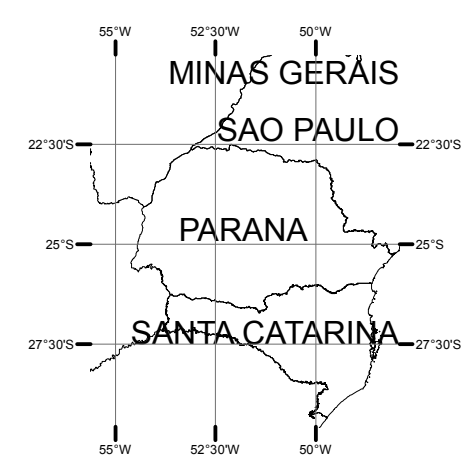 55°W 52°30'W 50°W
MINAS GERAIS
SAO PAULO
22°30'S 22°30'S
PARANA
25°S 25°S
SANTA CATARINA
27°30'S 27°30'S
55°W 52°30'W 50°W